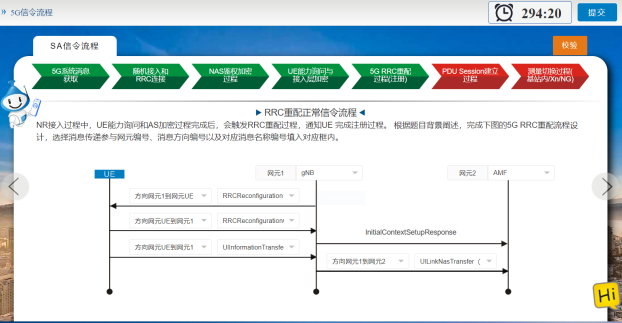 5G信令流程
294:20
提交
SA信令流程
校验
5G系统消息
获取
随机接入和
RRC连接
NAS鉴权加密
过程
UE能力询问与
接入层加密
5G RRC重配
过程(注册)
PDU Session建立
过程
测量切换过程(
基站内/Xn/NG)
RRC重配正常信令流程
NR接入过程中，UE能力询问和AS加密过程完成后，会触发RRC重配过程，通知UE 完成注册过程。 根据题目背景阐述，完成下图的5G RRC重配流程设
计，选择消息传递参与网元编号、消息方向编号以及对应消息名称编号填入对应框内。
UE
网元1
gNB
网元2
AMF
方向网元1到网元UE
RRCReconfiguration
方向网元UE到网元1
RRCReconfiguration
InitialContextSetupResponse
方向网元UE到网元1
UlInformationTransfe
方向网元1到网元2
UlLinkNasTransfer（
Hi